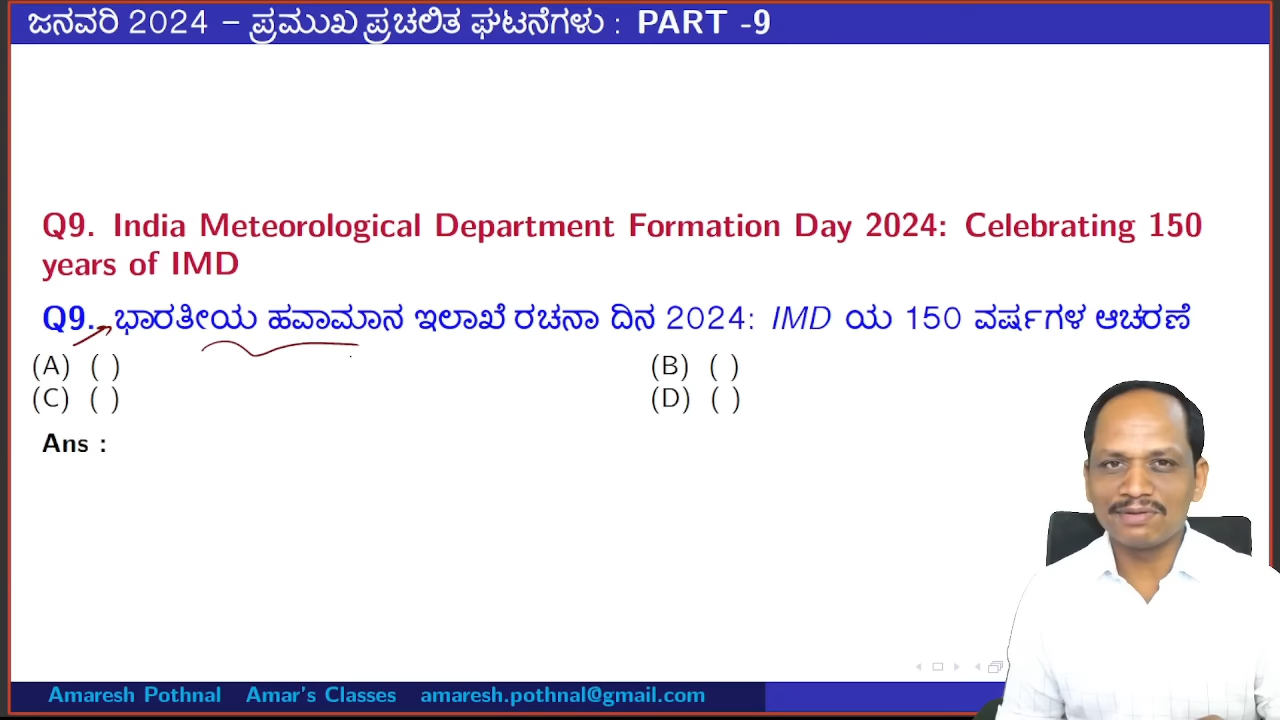 ಜನವರಿ 2024 – ಪ್ರಮುಖ ಪ್ರಚಲಿತ ಘಟನೆಗಳು : PART -9
Q9. India Meteorological Department Formation Day 2024: Celebrating 150
years of IMD
Q9. ಭಾರತೀಯ ಹವಾಮಾನ ಇಲಾಖೆ ರಚನಾ ದಿನ 2024: IMD ಯ 150 ವರ್ಷಗಳ ಆಚರಣೆ
(A) ( ) (B) ( )
(C) ( ) (D) ( )
Ans :
Amaresh Pothnal Amar's Classes amaresh.pothnal@gmail.com